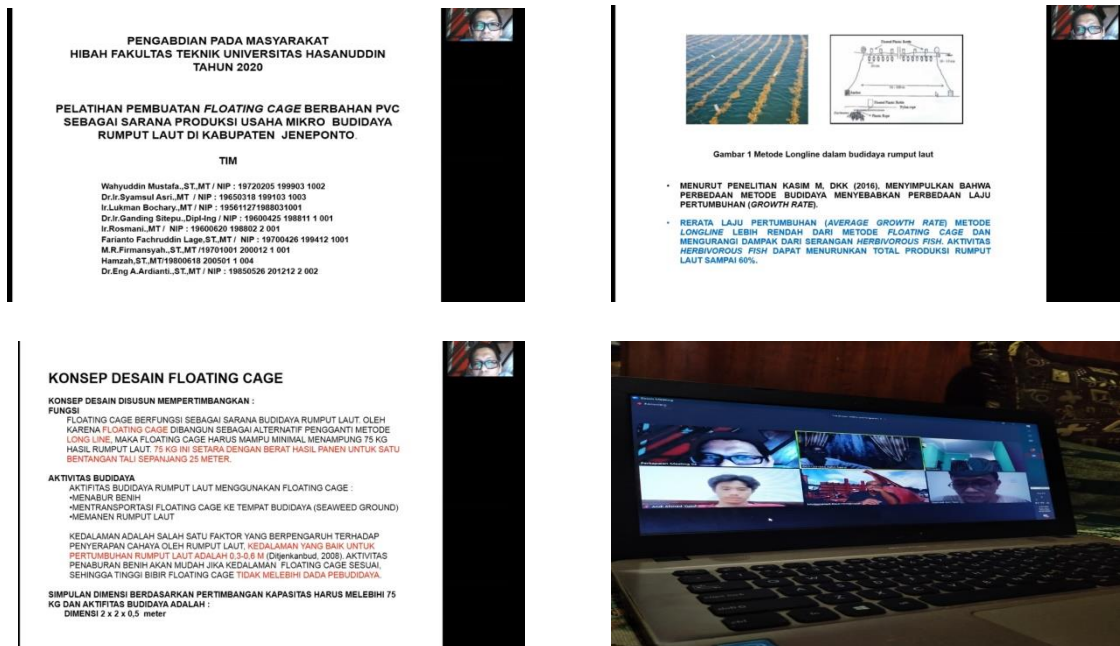 PENGABDIAN PADA MASYARAKAT
HIBAH FAKULTAS TEKNIK UNIVERSITAS HASANUDDIN
TAHUN 2020
PELATIHAN PEMBUATAN FLOATING CAGE BERBAHAN PVC
SEBAGAI SARANA PRODUKSI USAHA MIKRO BUDIDAYA
RUMPUT LAUT DI KABUPATEN JENEPONTO.
TIM
Wahyuddin Mustafa.,ST.,MT / NIP : 19720205 199903 1002
Dr.Ir.Syamsul Asri.,MT / NIP : 19650318 199103 1003
Ir.Lukman Bochary.,MT / NIP : 195611271988031001
Dr.Ir.Ganding Sitepu.,Dipl-Ing / NIP : 19600425 198811 1 001
Ir.Rosmani.,MT / NIP : 19600620 198802 2 001
Farianto Fachruddin Lage,ST.,MT/ NIP : 19700426 199412 1001
M.R.Firmansyah.,ST.,MT /19701001 200012 1 001
Hamzah,ST.,MT/19800618 200501 1 004
Dr.Eng A.Ardianti.,ST.,MT / NIP : 19850526 201212 2 002
Gambar 1 Metode Longline dalam budidaya rumput laut
• MENURUT PENELITIAN KASIM M, DKK (2016), MENYIMPULKAN BAHWA
PERBEDAAN METODE BUDIDAYA MENYEBABKAN PERBEDAAN LAJU
PERTUMBUHAN (GROWTH RATE).
• RERATA LAJU PERTUMBUHAN (AVERAGE GROWTH RATE) METODE
LONGLINE LEBIH RENDAH DARI METODE FLOATING CAGE DAN
MENGURANGI DAMPAK DARI SERANGAN HERBIVOROUS FISH. AKTIVITAS
HERBIVOROUS FISH DAPAT MENURUNKAN TOTAL PRODUKSI RUMPUT
LAUT SAMPAI 60%.
KONSEP DESAIN FLOATING CAGE
KONSEP DESAIN DISUSUN MEMPERTIMBANGKAN :
FUNGSI
FLOATING CAGE BERFUNGSI SEBAGAI SARANA BUDIDAYA RUMPUT LAUT. OLEH
KARENA FLOATING CAGE DIBANGUN SEBAGAI ALTERNATIF PENGGANTI METODE
LONG LINE, MAKA FLOATING CAGE HARUS MAMPU MINIMAL MENAMPUNG 75 KG
HASIL RUMPUT LAUT. 75 KG INI SETARA DENGAN BERAT HASIL PANEN UNTUK SATU
BENTANGAN TALI SEPANJANG 25 METER.
AKTIVITAS BUDIDAYA
AKTIFITAS BUDIDAYA RUMPUT LAUT MENGGUNAKAN FLOATING CAGE :
•MENABUR BENIH
•MENTRANSPORTASI FLOATING CAGE KE TEMPAT BUDIDAYA (SEAWEED GROUND)
•MEMANEN RUMPUT LAUT
KEDALAMAN ADALAH SALAH SATU FAKTOR YANG BERPENGARUH TERHADAP
PENYERAPAN CAHAYA OLEH RUMPUT LAUT, KEDALAMAN YANG BAIK UNTUK
PERTUMBUHAN RUMPUT LAUT ADALAH 0,3-0,6 M (Ditjenkanbud, 2008). AKTIVITAS
PENABURAN BENIH AKAN MUDAH JIKA KEDALAMAN FLOATING CAGE SESUAI,
SEHINGGA TINGGI BIBIR FLOATING CAGE TIDAK MELEBIHI DADA PEBUDIDAYA.
SIMPULAN DIMENSI BERDASARKAN PERTIMBANGAN KAPASITAS HARUS MELEBIHI 75
KG DAN AKTIFITAS BUDIDAYA ADALAH :
DIMENSI 2 x 2 x 0,5 meter